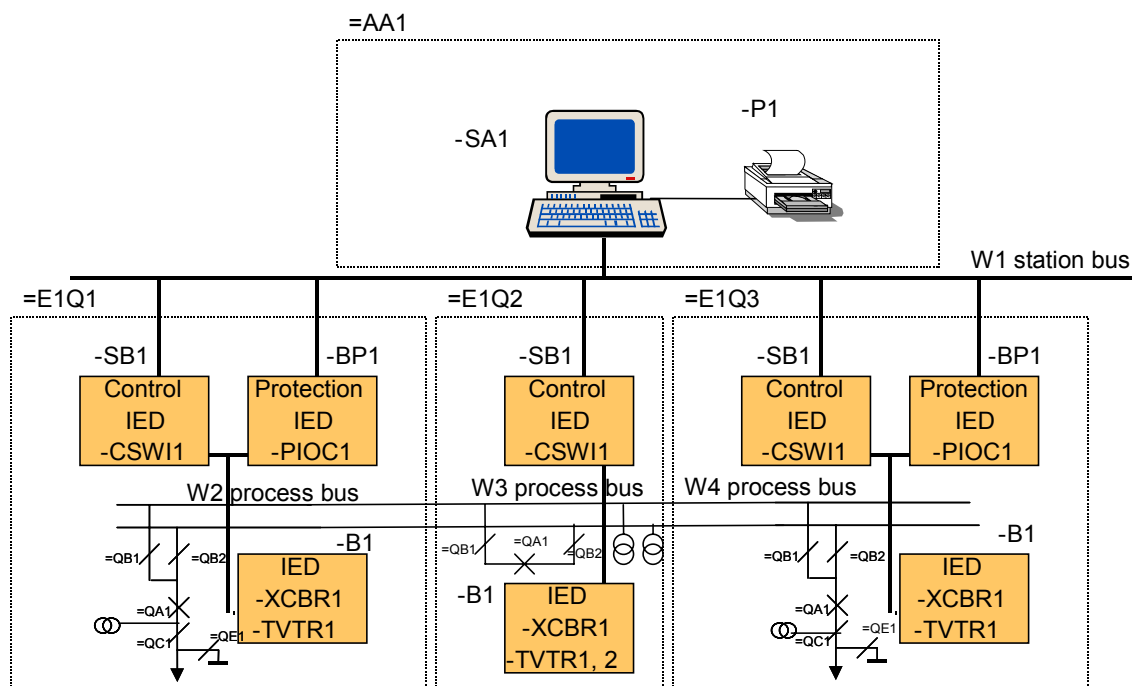 =AA1
-SA1
-P1
W1 station bus
=E1Q1
=E1Q2
=E1Q3
-SB1
-BP1
-SB1
-SB1
-BP1
Control
IED
-CSWI1
Protection
IED
-PIOC1
Control
IED
-CSWI1
Control
IED
-CSWI1
Protection
IED
-PIOC1
W2 process bus
W3 process bus
W4 process bus
=QB1
=QB2
-B1
IED
-XCBR1
-TVTR1
=QA1
=QC1
=QE1
=QB1
=QA1
=QB2
-B1
IED
-XCBR1
-TVTR1, 2
=QB1
=QB2
-B1
IED
-XCBR1
-TVTR1
=QA1
=QC1
=QE1